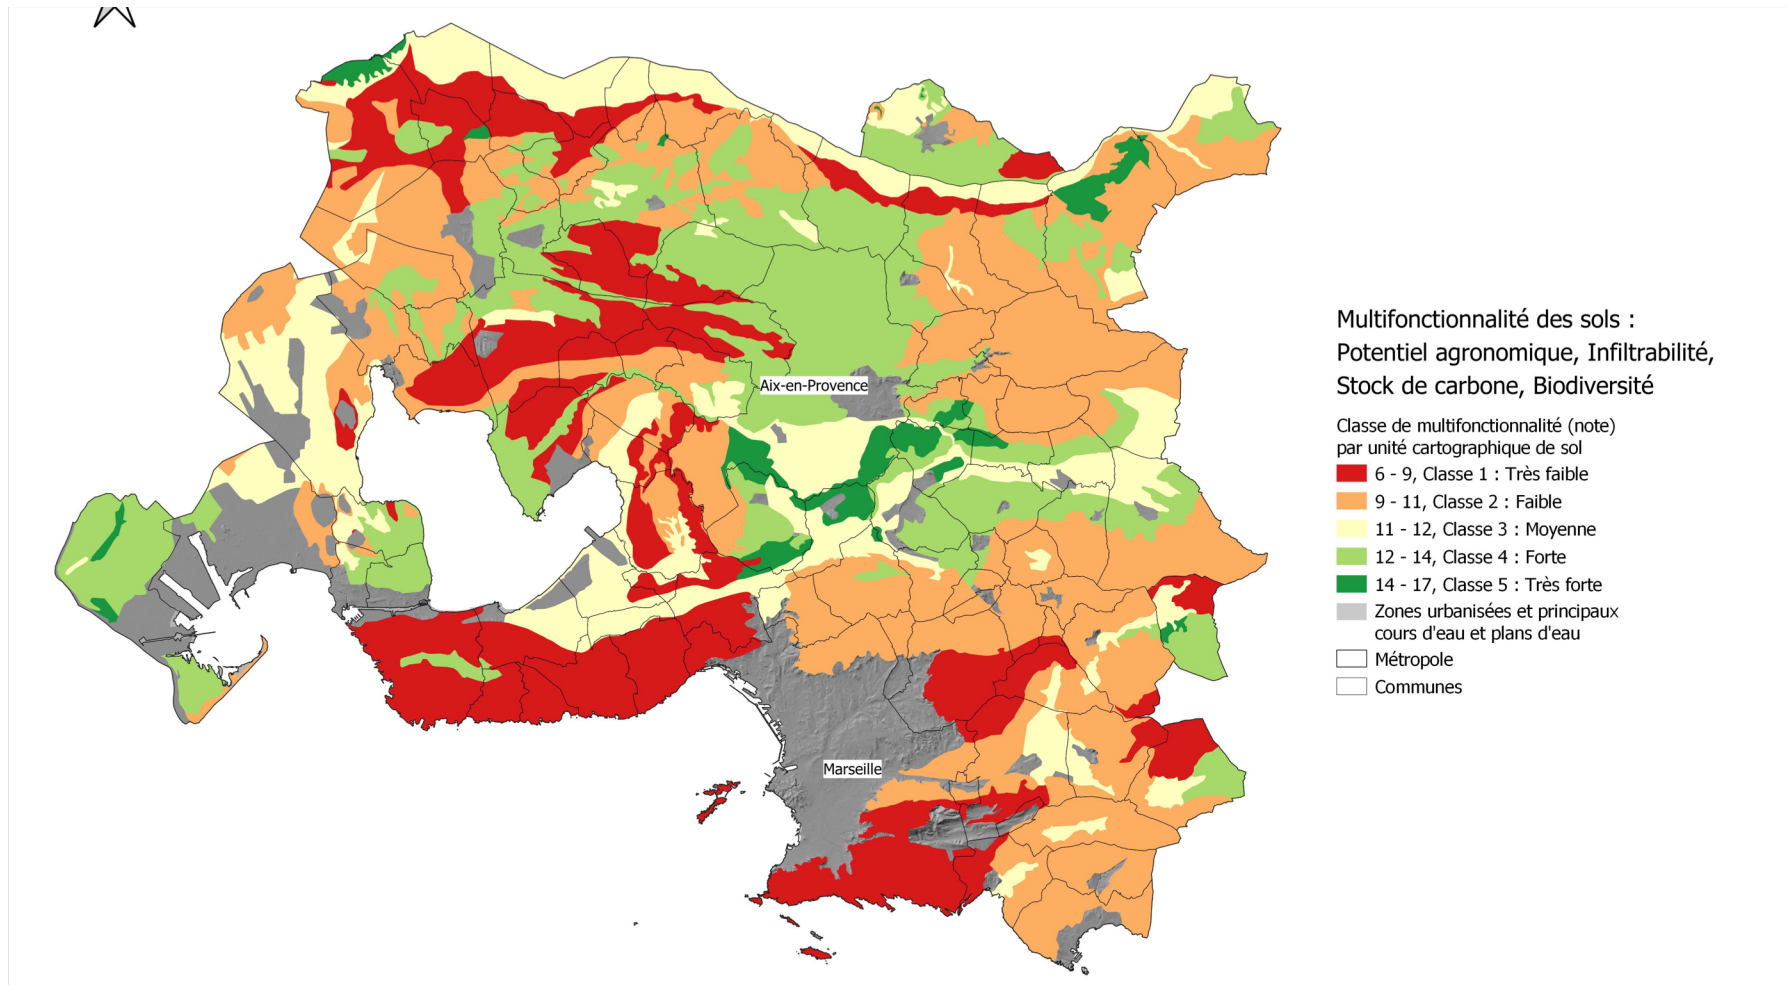 Aix-en-Provence
Marseille
Multifonctionnalité des sols :
Potentiel agronomique, Infiltrabilité,
Stock de carbone, Biodiversité
Classe de multifonctionnalité (note)
par unité cartographique de sol
6 - 9, Classe 1 : Très faible
9 - 11, Classe 2 : Faible
11 - 12, Classe 3 : Moyenne
12 - 14, Classe 4 : Forte
14 - 17, Classe 5 : Très forte
Zones urbanisées et principaux
cours d'eau et plans d'eau
Métropole
Communes